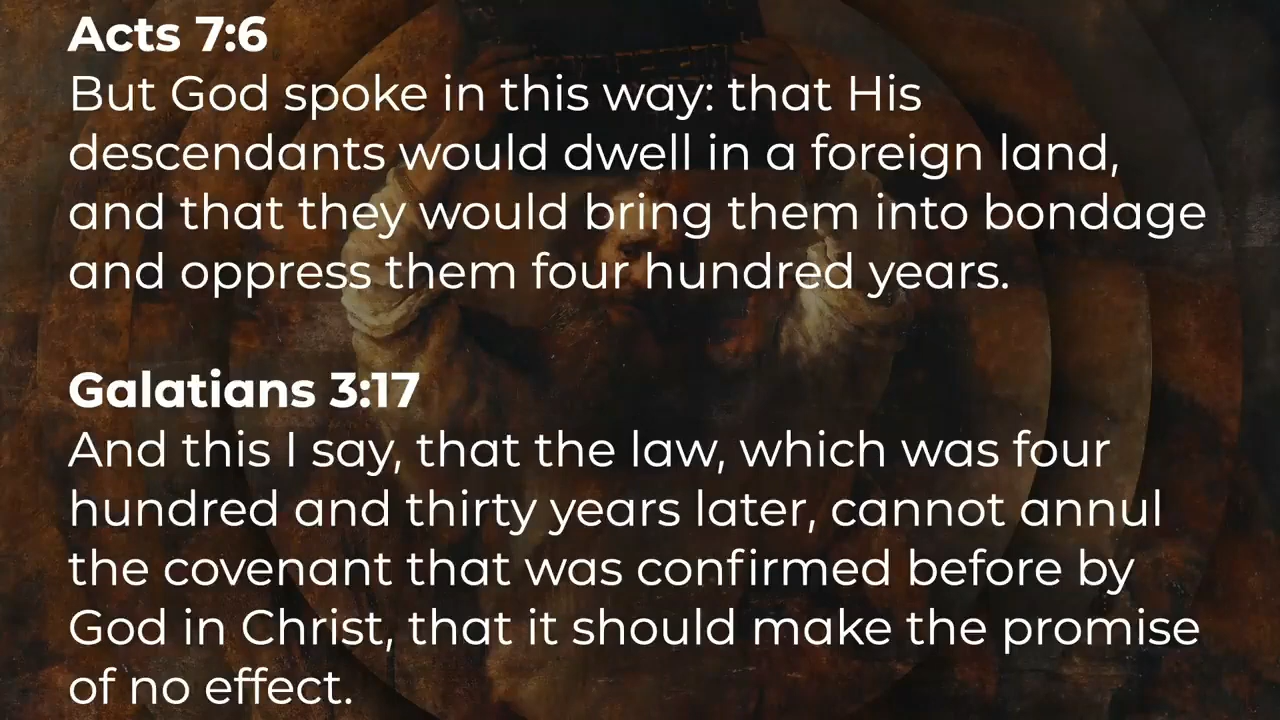 Acts 7:6
But God spoke in this way: that His
descendants would dwell in a foreign land,
and that they would bring them into bondage
and oppress them four hundred years.
Galatians 3:17
And this I say, that the law, which was four
hundred and thirty years later, cannot annul
the covenant that was confirmed before by
God in Christ, that it should make the promise
of no effect.